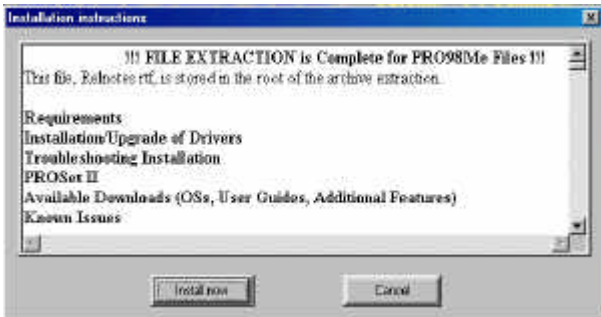 Installation instructions
!!! FILE EXTRACTION is Complete for PRO98Me Files !!!
This file, Relnotes.rtf, is stored in the root of the archive extraction.
Requirements
Installation/Upgrade of Drivers
Troubleshooting Installation
PROSet II
Available Downloads (OSs, User Guides, Additional Features)
Known Issues
Install now
Cancel